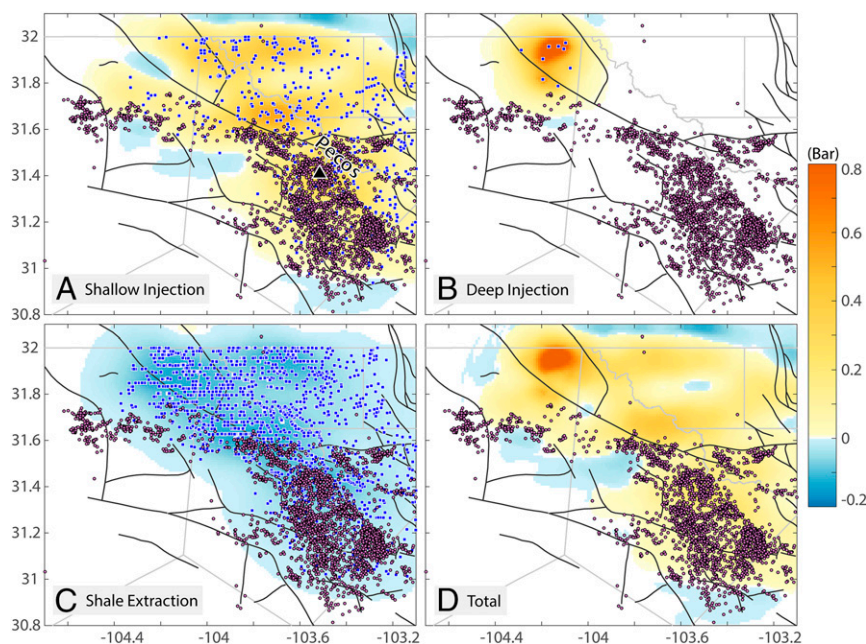 32
31.8
31.6
31.4
31.2
31
30.8
Pecos
A Shallow Injection
B Deep Injection
(Bar)
0.8
0.6
0.4
0.2
0
-0.2
32
31.8
31.6
31.4
31.2
31
30.8
C Shale Extraction
D Total
-104.4 -104 -103.6 -103.2
-104.4 -104 -103.6 -103.2